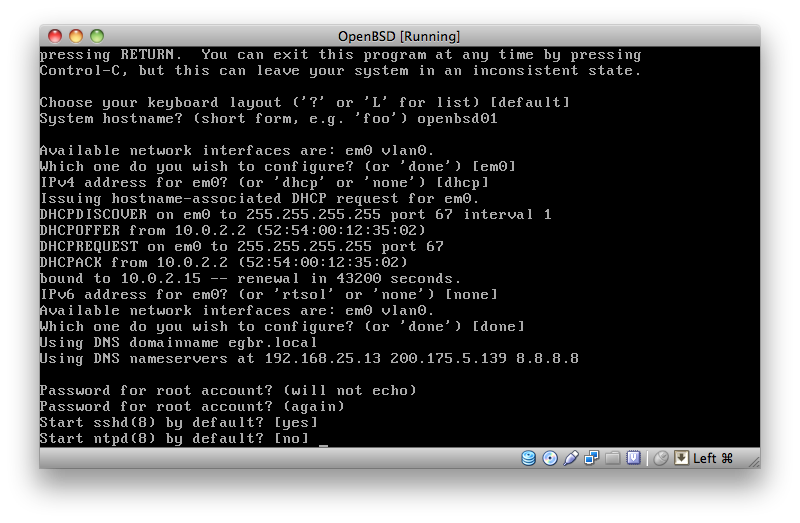 OpenBSD [Running]
pressing RETURN.  You can exit this program at any time by pressing
Control-C, but this can leave your system in an inconsistent state.
Choose your keyboard layout ('?' or 'L' for list) [default]
System hostname? (short form, e.g. 'foo') openbsd01
Available network interfaces are: em0 vlan0.
Which one do you wish to configure? (or 'done') [em0]
IPv4 address for em0? (or 'dhcp' or 'none') [dhcp]
Issuing hostname-associated DHCP request for em0.
DHCPDISCOVER on em0 to 255.255.255.255 port 67 interval 1
DHCPOFFER from 10.0.2.2 (52:54:00:12:35:02)
DHCPREQUEST on em0 to 255.255.255.255 port 67
DHCPACK from 10.0.2.2 (52:54:00:12:35:02)
bound to 10.0.2.15 -- renewal in 43200 seconds.
IPv6 address for em0? (or 'rtsol' or 'none') [none]
Available network interfaces are: em0 vlan0.
Which one do you wish to configure? (or 'done') [done]
Using DNS domainname egbr.local
Using DNS nameservers at 192.168.25.13 200.175.5.139 8.8.8.8
Password for root account? (will not echo)
Password for root account? (again)
Start sshd(8) by default? [yes]
Start ntpd(8) by default? [no] _
Left ⌘